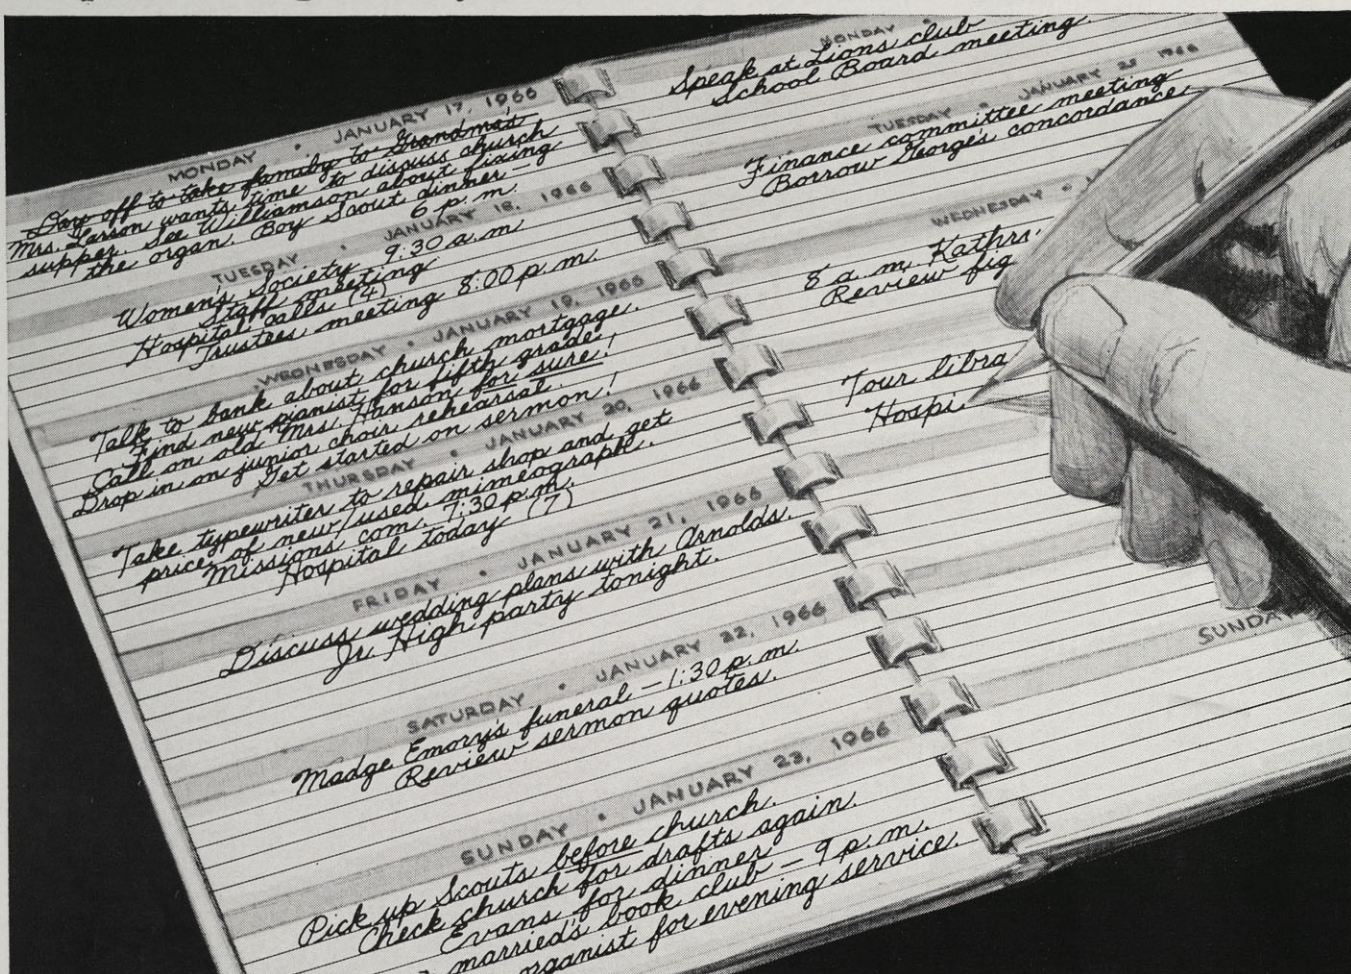 MONDAY • JANUARY 17, 1966
Day off to take family to Grandma's
Mrs. Larson wants time to discuss church
supper. See Williamson about fixing
the organ. Boy Scout dinner —
6 p.m.
TUESDAY • JANUARY 18, 1966
Women's Society 9:30 a.m.
Staff meeting
Hospital calls (4)
Trustees meeting 8:00 p.m.
WEDNESDAY • JANUARY 19, 1966
Talk to bank about church mortgage.
Find new pianist for fifth grade.
Call on old Mrs. Hanson for sure!
Drop in on junior choir rehearsal.
Get started on sermon!
THURSDAY • JANUARY 20, 1966
Take typewriter to repair shop and get
prices of new/used mimeograph.
Missions com. 7:30 p.m.
Hospital today (7)
FRIDAY • JANUARY 21, 1966
Discuss wedding plans with Arnolds.
Jr. High party tonight.
SATURDAY • JANUARY 22, 1966
Madge Emory's funeral — 1:30 p.m.
Review sermon quotes.
SUNDAY • JANUARY 23, 1966
Pick up Scouts before church.
Check church for drafts again.
Evans for dinner
married's book club — 9 p.m.
organist for evening service.
MONDAY •
Speak at Lions club
School Board meeting.
TUESDAY • JANUARY 25 1966
Finance committee meeting
Borrow George's concordance
WEDNESDAY •
8 a.m. Kathr
Review fig
Tour libra
Hospi
SUNDAY